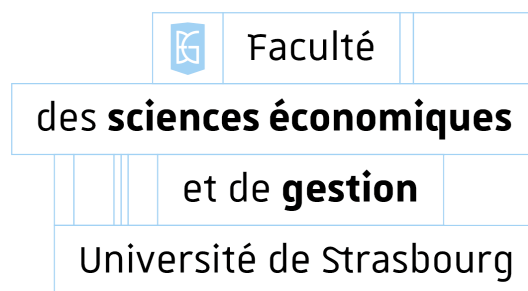 Faculté
des sciences économiques
et de gestion
Université de Strasbourg